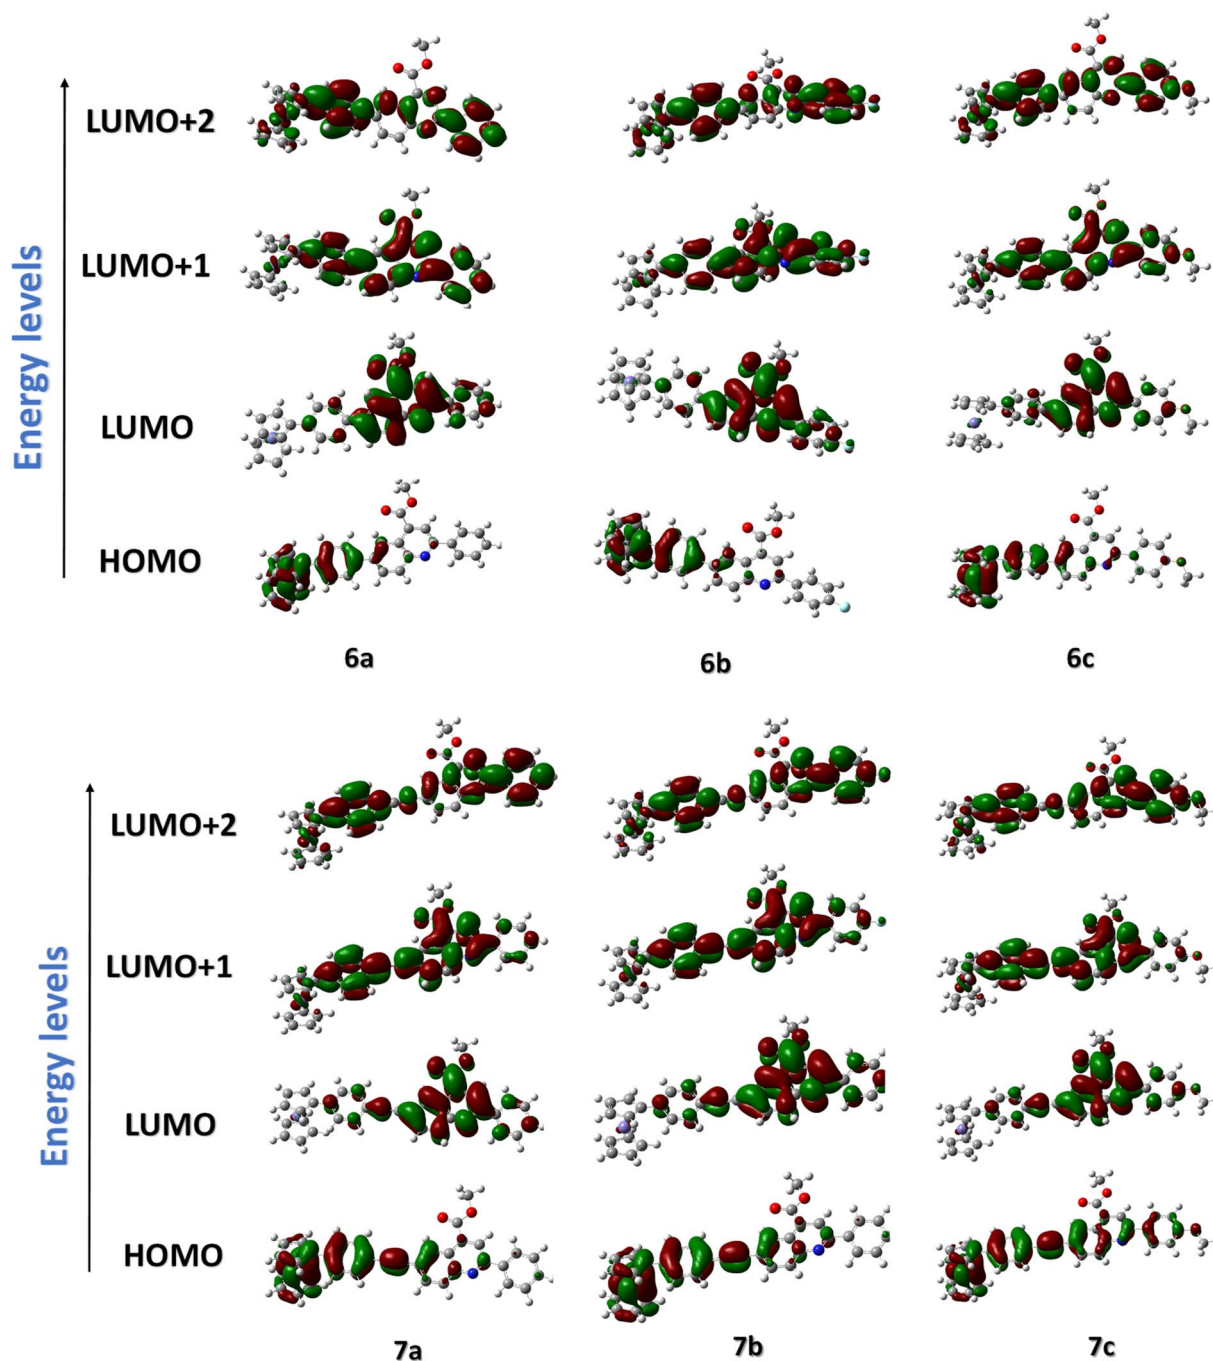 Energy levels
LUMO+2
LUMO+1
LUMO
HOMO
6a
6b
6c
Energy levels
LUMO+2
LUMO+1
LUMO
HOMO
7a
7b
7c